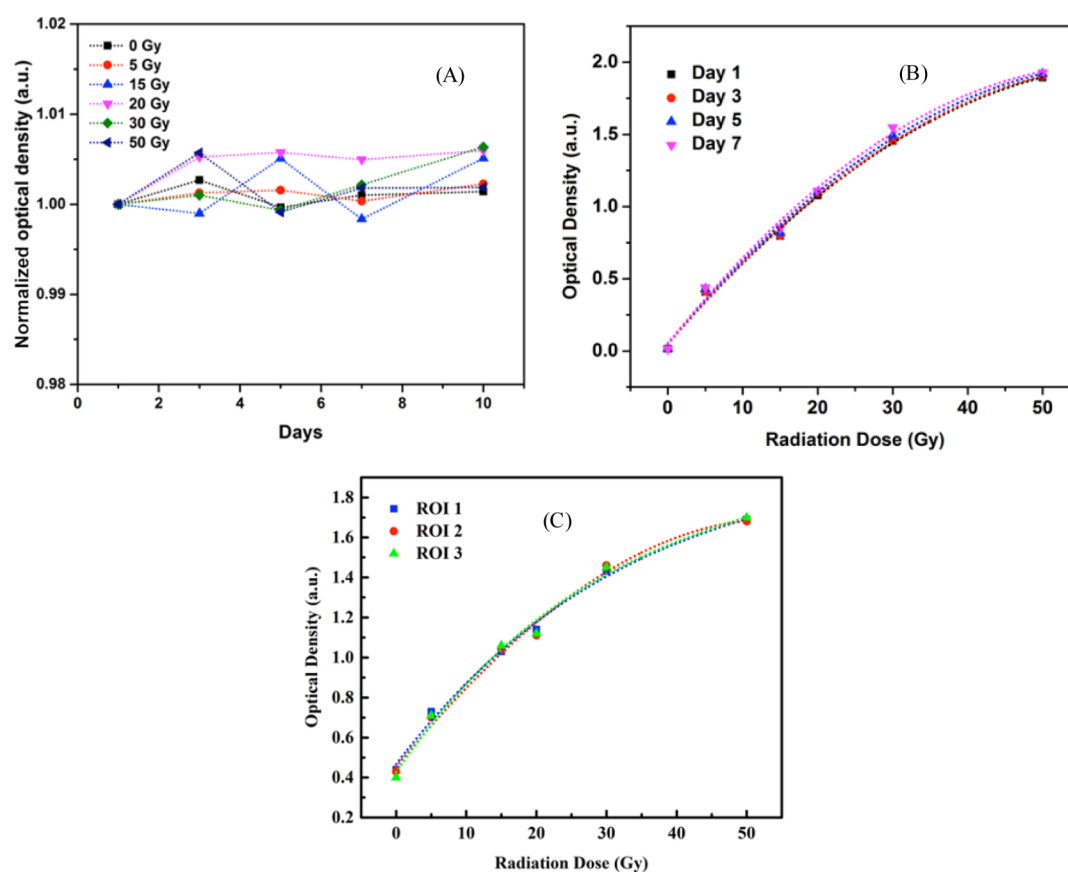 1.02
1.01
1.00
0.99
0.98
0 Gy
5 Gy
15 Gy
20 Gy
30 Gy
50 Gy
(A)
Normalized optical density (a.u.)
0 2 4 6 8 10
Days
2.0
1.5
1.0
0.5
0.0
Day 1
Day 3
Day 5
Day 7
(B)
Optical Density (a.u.)
0 10 20 30 40 50
Radiation Dose (Gy)
1.8
1.6
1.4
1.2
1.0
0.8
0.6
0.4
0.2
ROI 1
ROI 2
ROI 3
(C)
Optical Density (a.u.)
0 10 20 30 40 50
Radiation Dose (Gy)